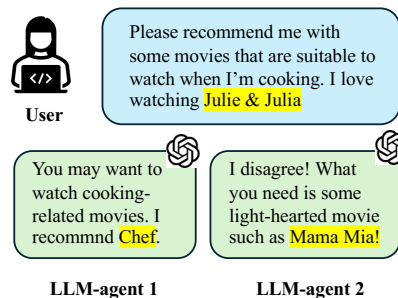 Please recommend me with
some movies that are suitable to
watch when I'm cooking. I love
watching Julie & Julia
</>
User
You may want to
watch cooking-
related movies. I
recommnd Chef.
I disagree! What
you need is some
light-hearted movie
such as Mama Mia!
LLM-agent 1
LLM-agent 2